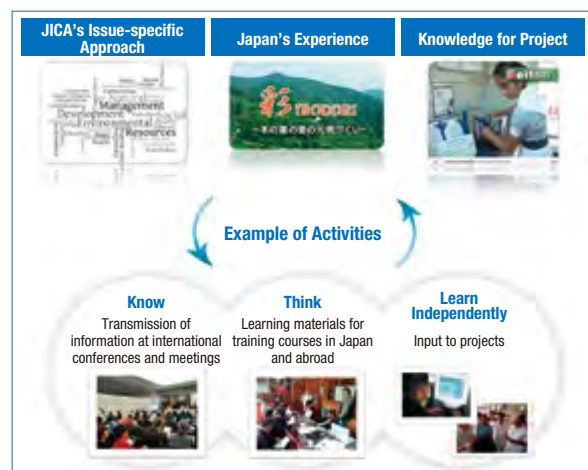 JICA's Issue-specific
Approach
Japan's Experience
Knowledge for Project
Management
Development
Environmental
Resources
彩
Example of Activities
Know
Transmission of
information at international
conferences and meetings
Think
Learning materials for
training courses in Japan
and abroad
Learn
Independently
Input to projects